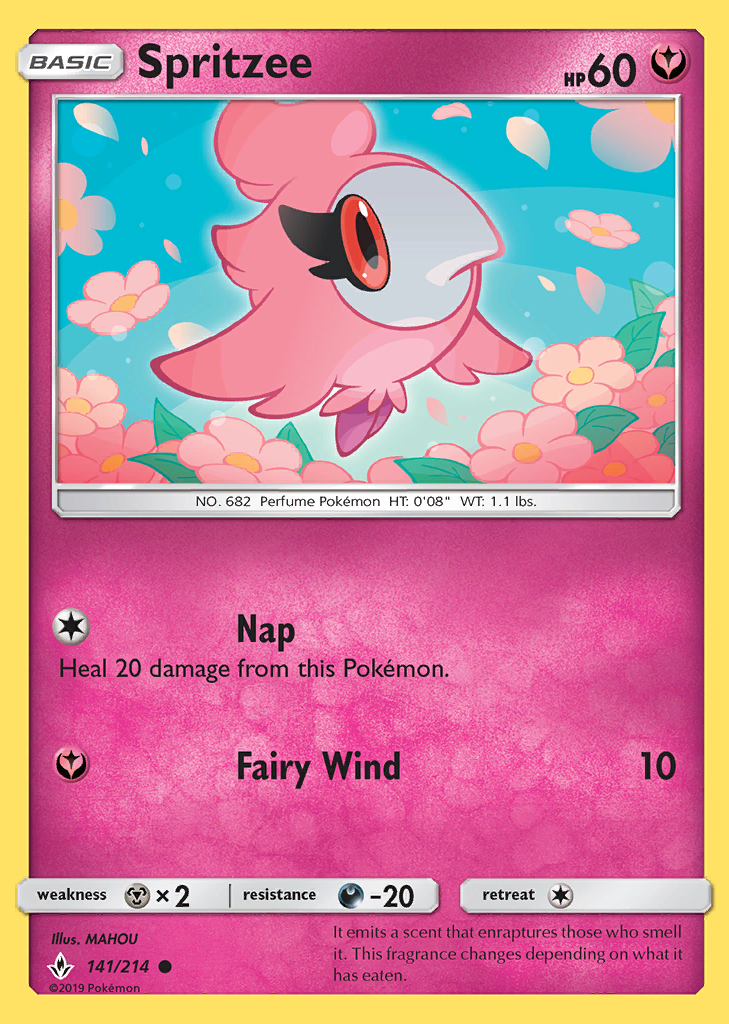 BASIC Spritzee HP60
NO. 682 Perfume Pokémon HT: 0'08" WT: 1.1 lbs.
Nap
Heal 20 damage from this Pokémon.
Fairy Wind 10
weakness ×2 resistance -20 retreat
Illus. MAHOU
141/214
©2019 Pokémon
It emits a scent that enraptures those who smell
it. This fragrance changes depending on what it
has eaten.